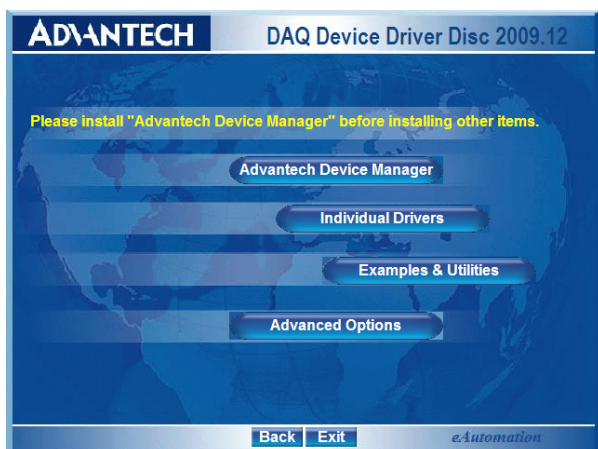 ADVANTECH
DAQ Device Driver Disc 2009.12
Please install "Advantech Device Manager" before installing other items.
Advantech Device Manager
Individual Drivers
Examples & Utilities
Advanced Options
Back Exit eAutomation